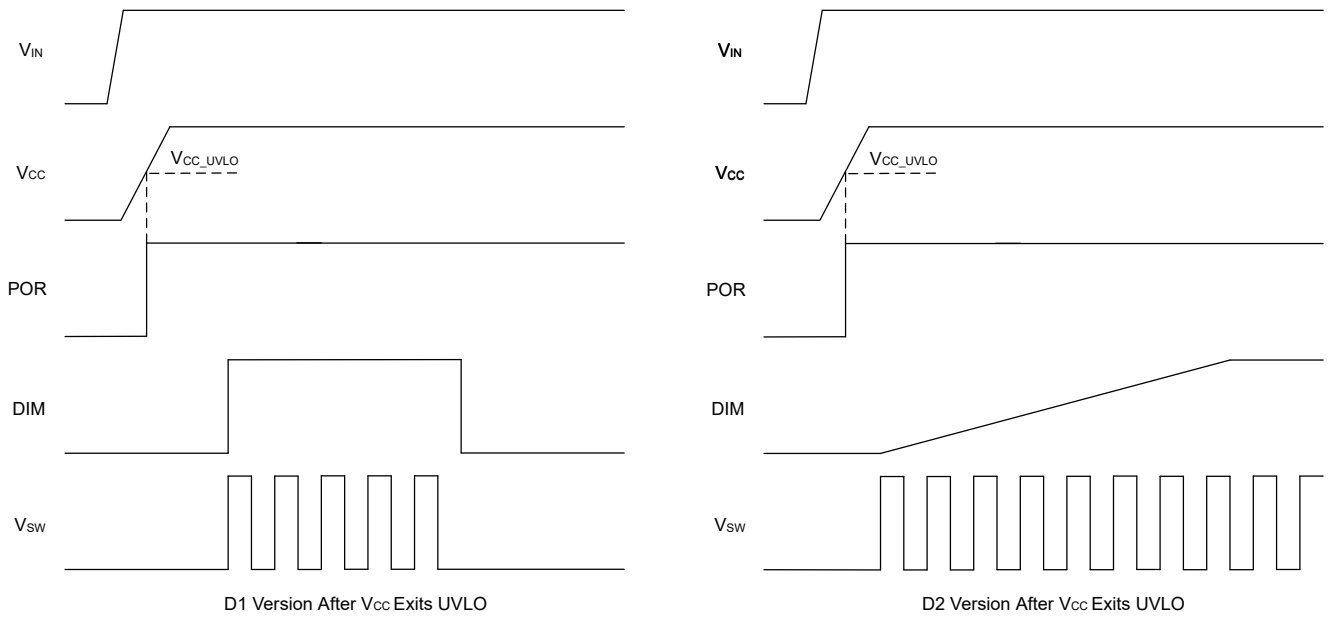 VIN
VCC
VCC_UVLO
POR
DIM
VSW
D1 Version After VCC Exits UVLO
VIN
VCC
VCC_UVLO
POR
DIM
VSW
D2 Version After VCC Exits UVLO